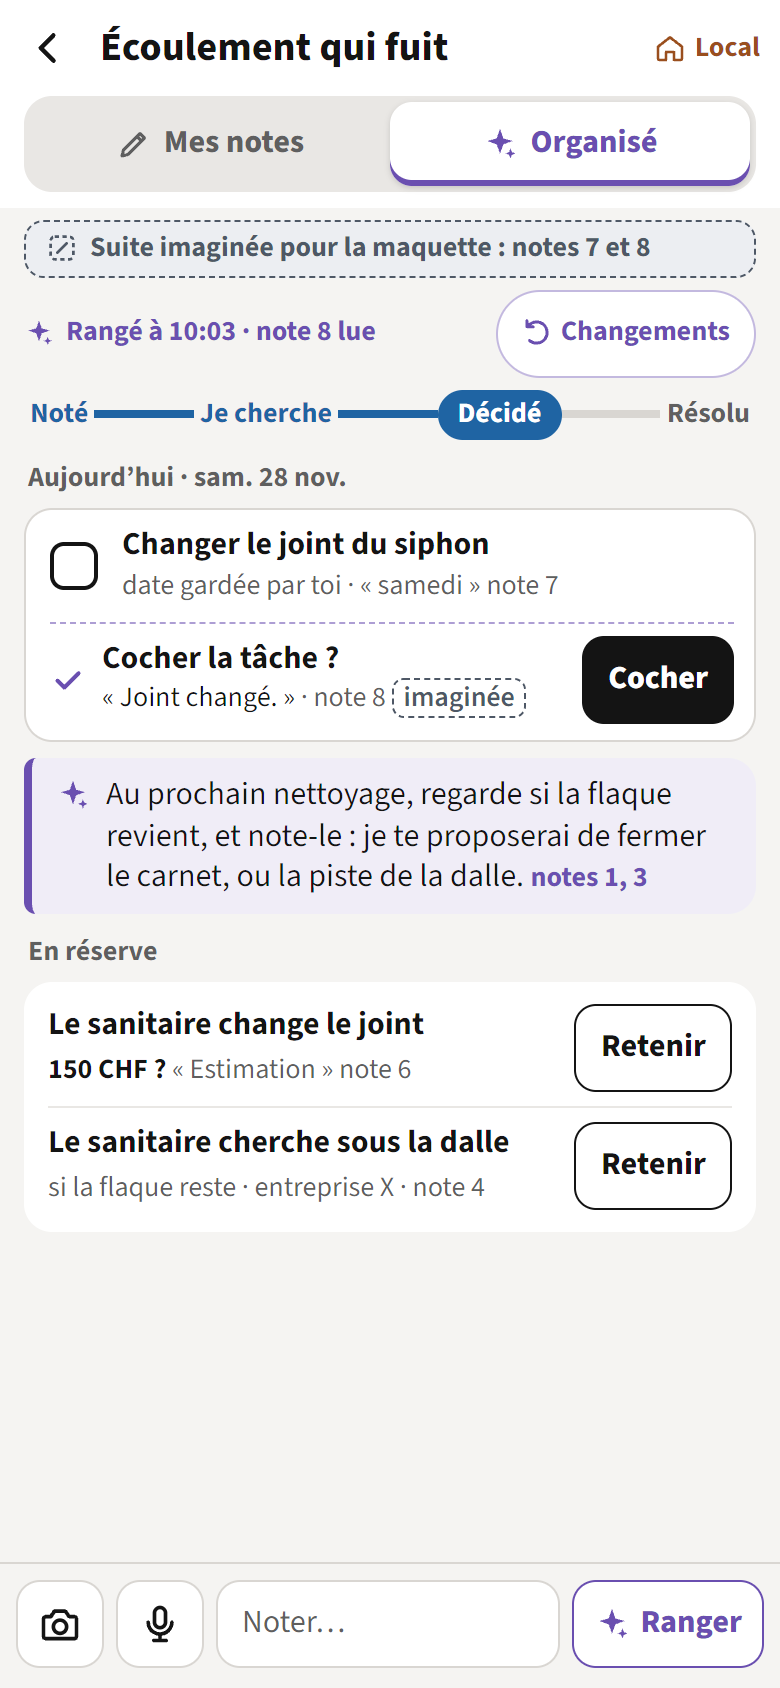 Écoulement qui fuit
Local
Mes notes
Organisé
Suite imaginée pour la maquette : notes 7 et 8
Rangé à 10:03 · note 8 lue
Changements
Noté
Je cherche
Décidé
Résolu
Aujourd’hui · sam. 28 nov.
Changer le joint du siphon
date gardée par toi · « samedi » note 7
Cocher la tâche ?
« Joint changé. » · note 8 imaginée
Cocher
Au prochain nettoyage, regarde si la flaque
revient, et note-le : je te proposerai de fermer
le carnet, ou la piste de la dalle. notes 1, 3
En réserve
Le sanitaire change le joint
150 CHF ? « Estimation » note 6
Retenir
Le sanitaire cherche sous la dalle
si la flaque reste · entreprise X · note 4
Retenir
Noter…
Ranger